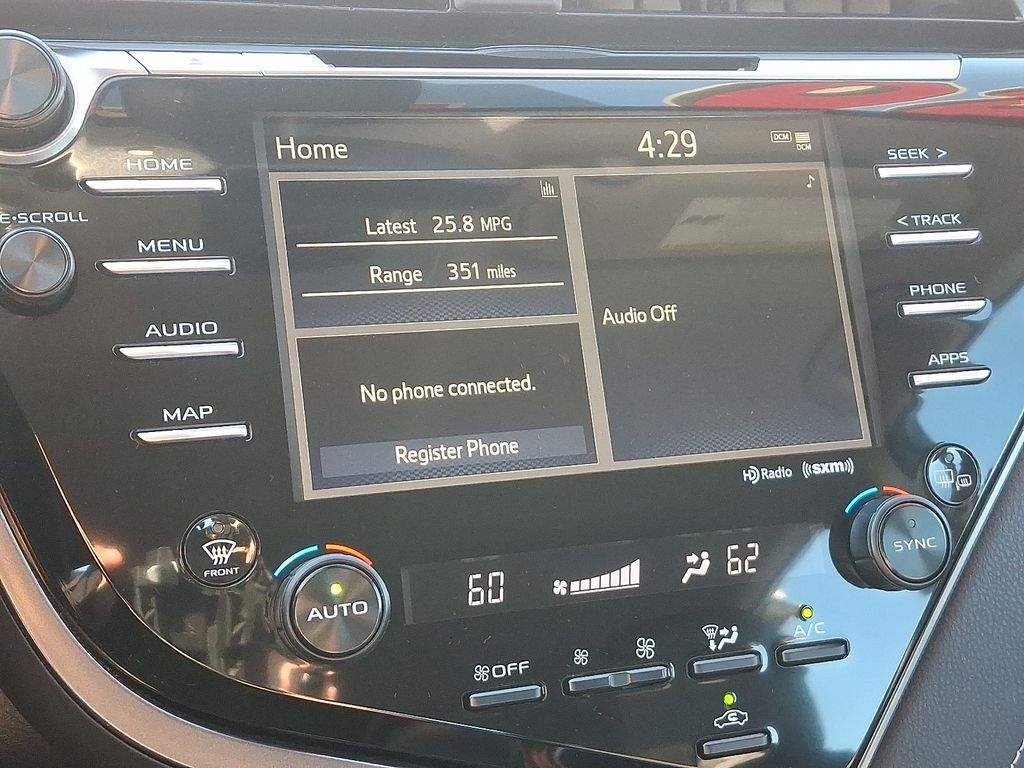 Home
4:29
DCM
DCM
HOME
E•SCROLL
MENU
AUDIO
MAP
Latest 25.8 MPG
Range 351 miles
No phone connected.
Register Phone
Audio Off
SEEK >
< TRACK
PHONE
APPS
HD Radio
((sxm))
FRONT
AUTO
60
62
SYNC
OFF
A/C